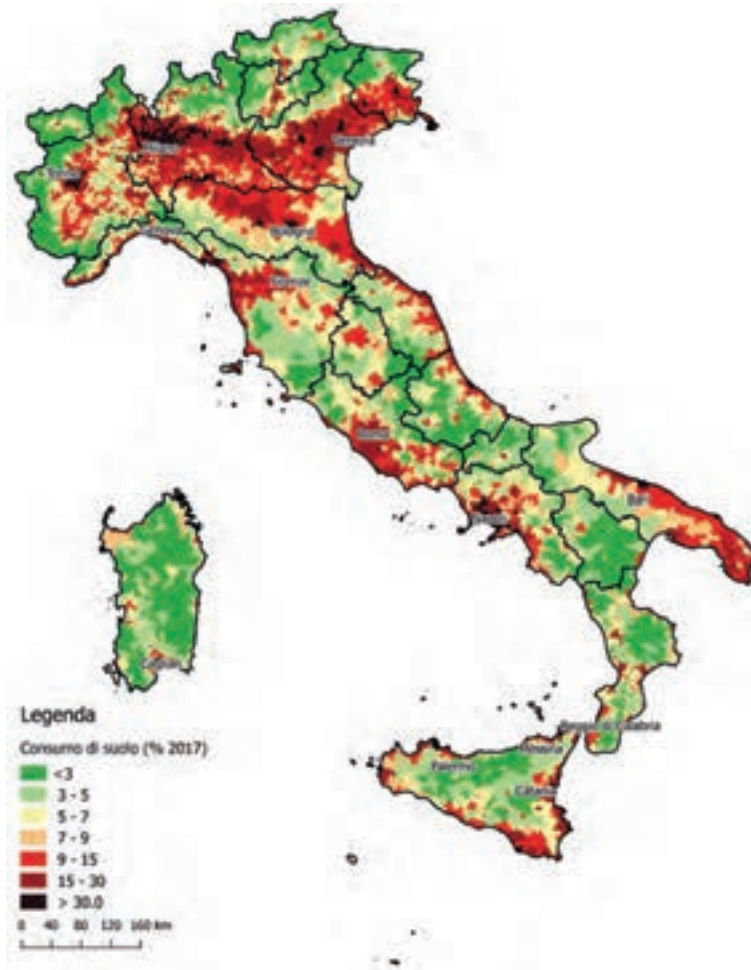 Torino
Milano
Venezia
Genova
Bologna
Firenze
Roma
Napoli
Bari
Cagliari
Reggio di Calabria
Messina
Palermo
Catania
Legenda
Consumo di suolo (% 2017)
<3
3 - 5
5 - 7
7 - 9
9 - 15
15 - 30
> 30.0
0 40 80 120 160 km